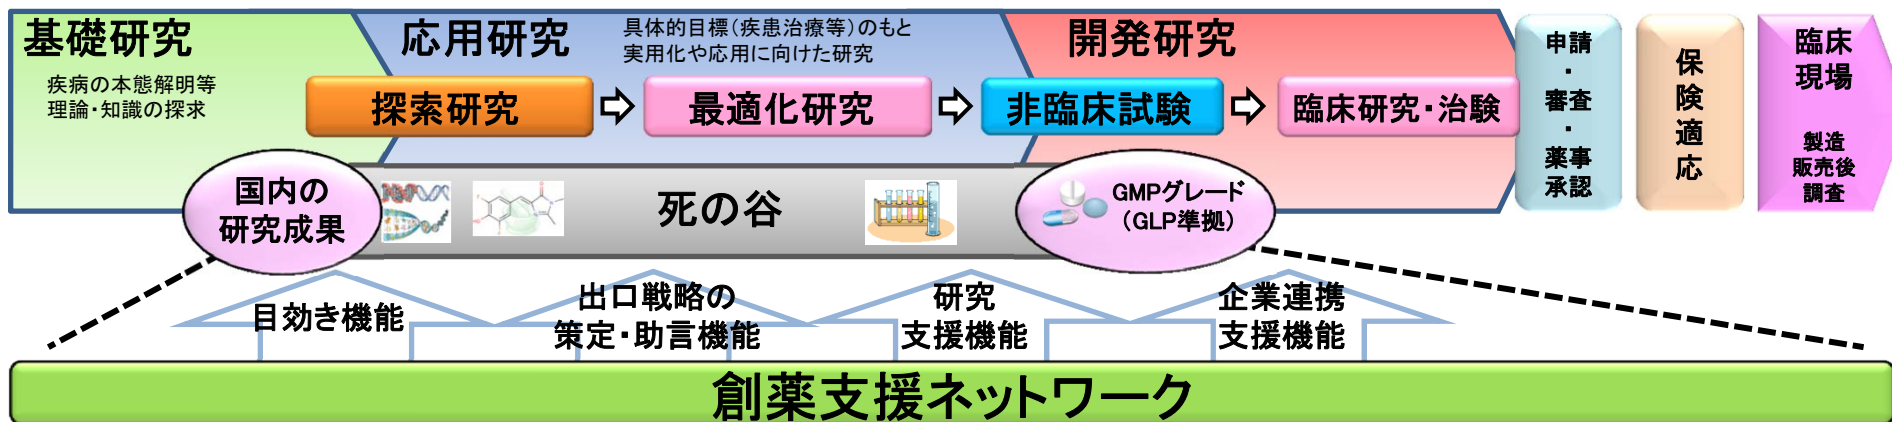 基礎研究
疾病の本態解明等
理論・知識の探求
応用研究
具体的目標（疾患治療等）のもと
実用化や応用に向けた研究
開発研究
探索研究
最適化研究
非臨床試験
臨床研究・治験
申請
・
審査
・
薬事
承認
保険適応
臨床
現場
製造
販売後
調査
国内の
研究成果
死の谷
GMPグレード
（GLP準拠）
目効き機能
出口戦略の
策定・助言機能
研究
支援機能
企業連携
支援機能
創薬支援ネットワーク